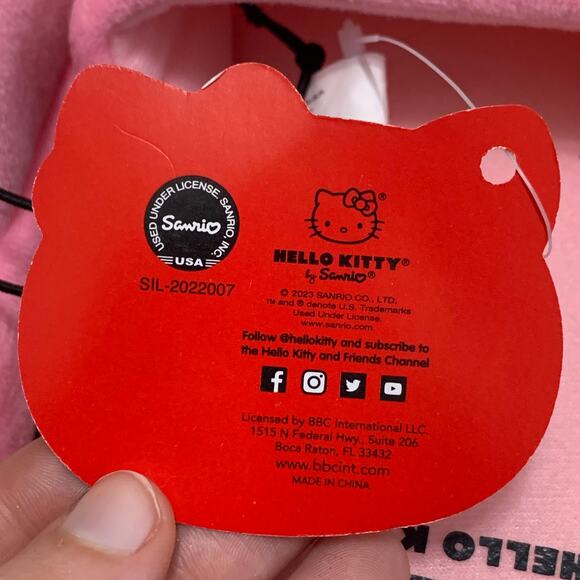 USED UNDER LICENSE. SANRIO, INC.
Sanrio
USA
SIL-2022007
HELLO KITTY®
by Sanrio®
© 2023 SANRIO CO., LTD.
TM and ® denote U.S. Trademarks
Used Under License.
www.sanrio.com
Follow @hellokitty and subscribe to
the Hello Kitty and Friends Channel
Licensed by BBC International LLC.
1515 N Federal Hwy., Suite 206
Boca Raton, FL 33432
www.bbcint.com
MADE IN CHINA
HELLO K